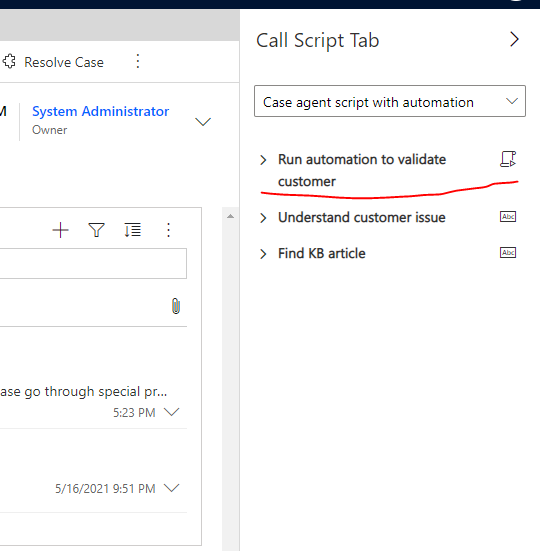 Call Script Tab
Resolve Case
System Administrator
Owner
Case agent script with automation
Run automation to validate
customer
Understand customer issue
Abc
Find KB article
Abc
ase go through special pr...
5:23 PM
5/16/2021 9:51 PM